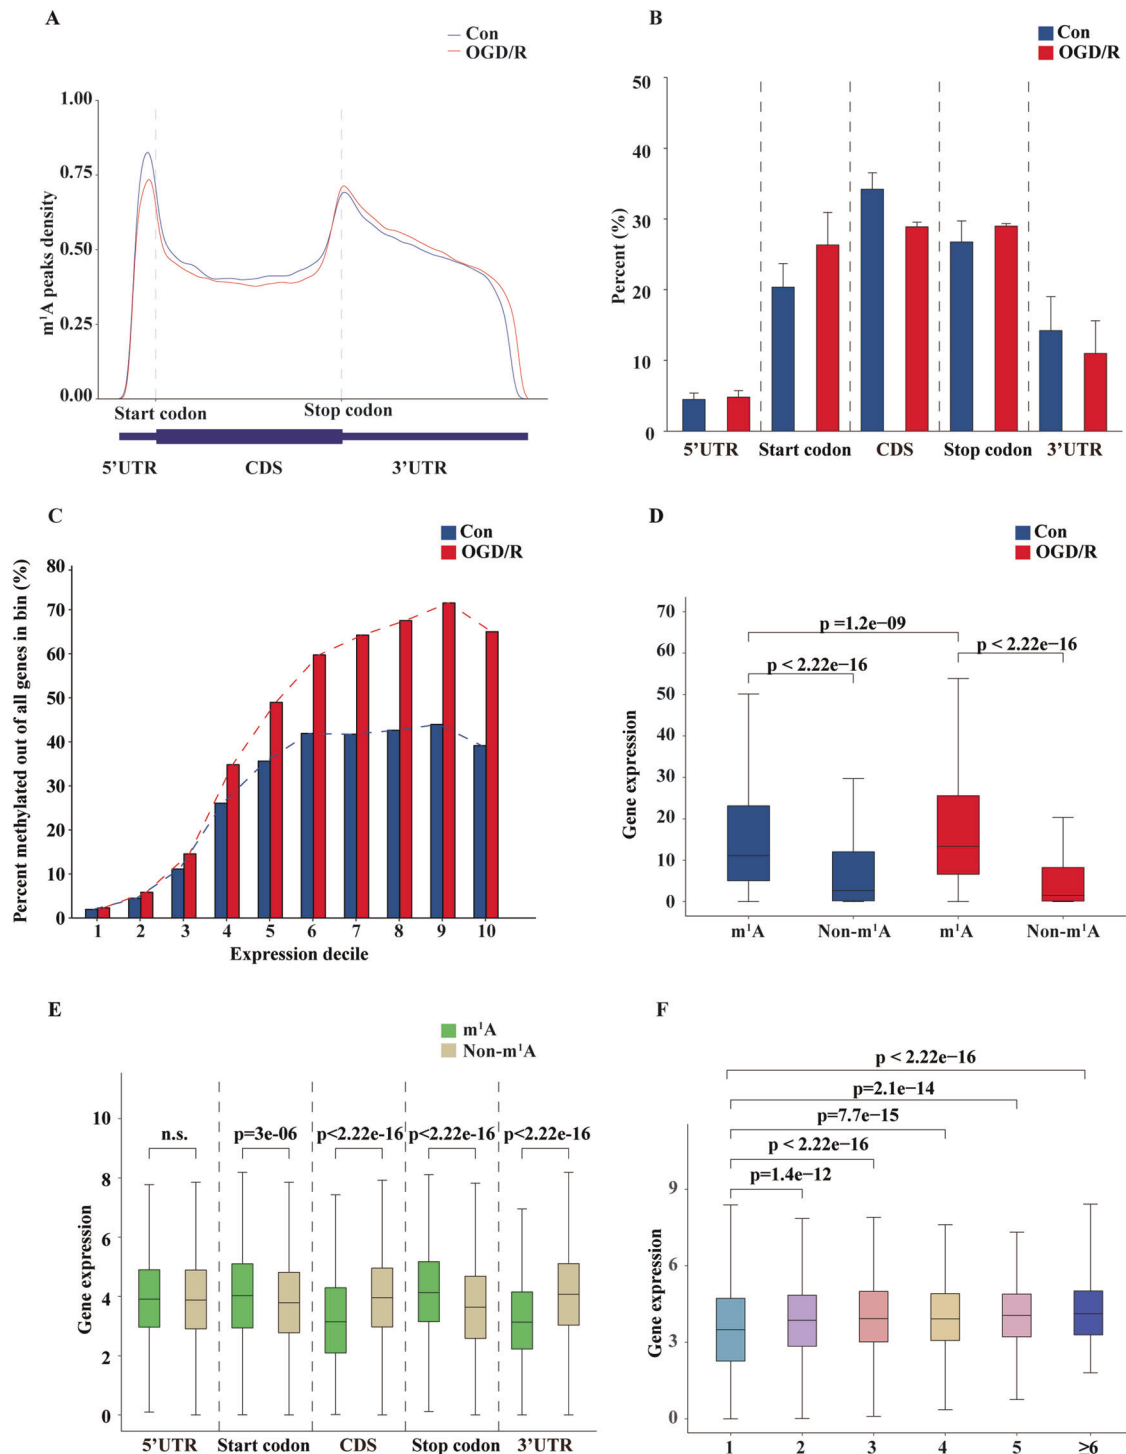 A
Con
OGD/R
m¹A peaks density
1.00
0.75
0.50
0.25
0.00
Start codon
Stop codon
5’UTR
CDS
3’UTR
B
Con
OGD/R
Percent (%)
50
40
30
20
10
0
5’UTR
Start codon
CDS
Stop codon
3’UTR
C
Con
OGD/R
Percent methylated out of all genes in bin (%)
80
70
60
50
40
30
20
10
0
1 2 3 4 5 6 7 8 9 10
Expression decile
D
Con
OGD/R
Gene expression
70
60
50
40
30
20
10
0
p =1.2e−09
p < 2.22e−16
p < 2.22e−16
m¹A
Non-m¹A
m¹A
Non-m¹A
E
m¹A
Non-m¹A
Gene expression
10
8
6
4
2
0
n.s.
p=3e-06
p<2.22e-16
p<2.22e-16
p<2.22e-16
5’UTR
Start codon
CDS
Stop codon
3’UTR
F
p < 2.22e−16
p=2.1e−14
p=7.7e−15
p < 2.22e−16
p=1.4e−12
Gene expression
9
6
3
0
1 2 3 4 5 ≥6